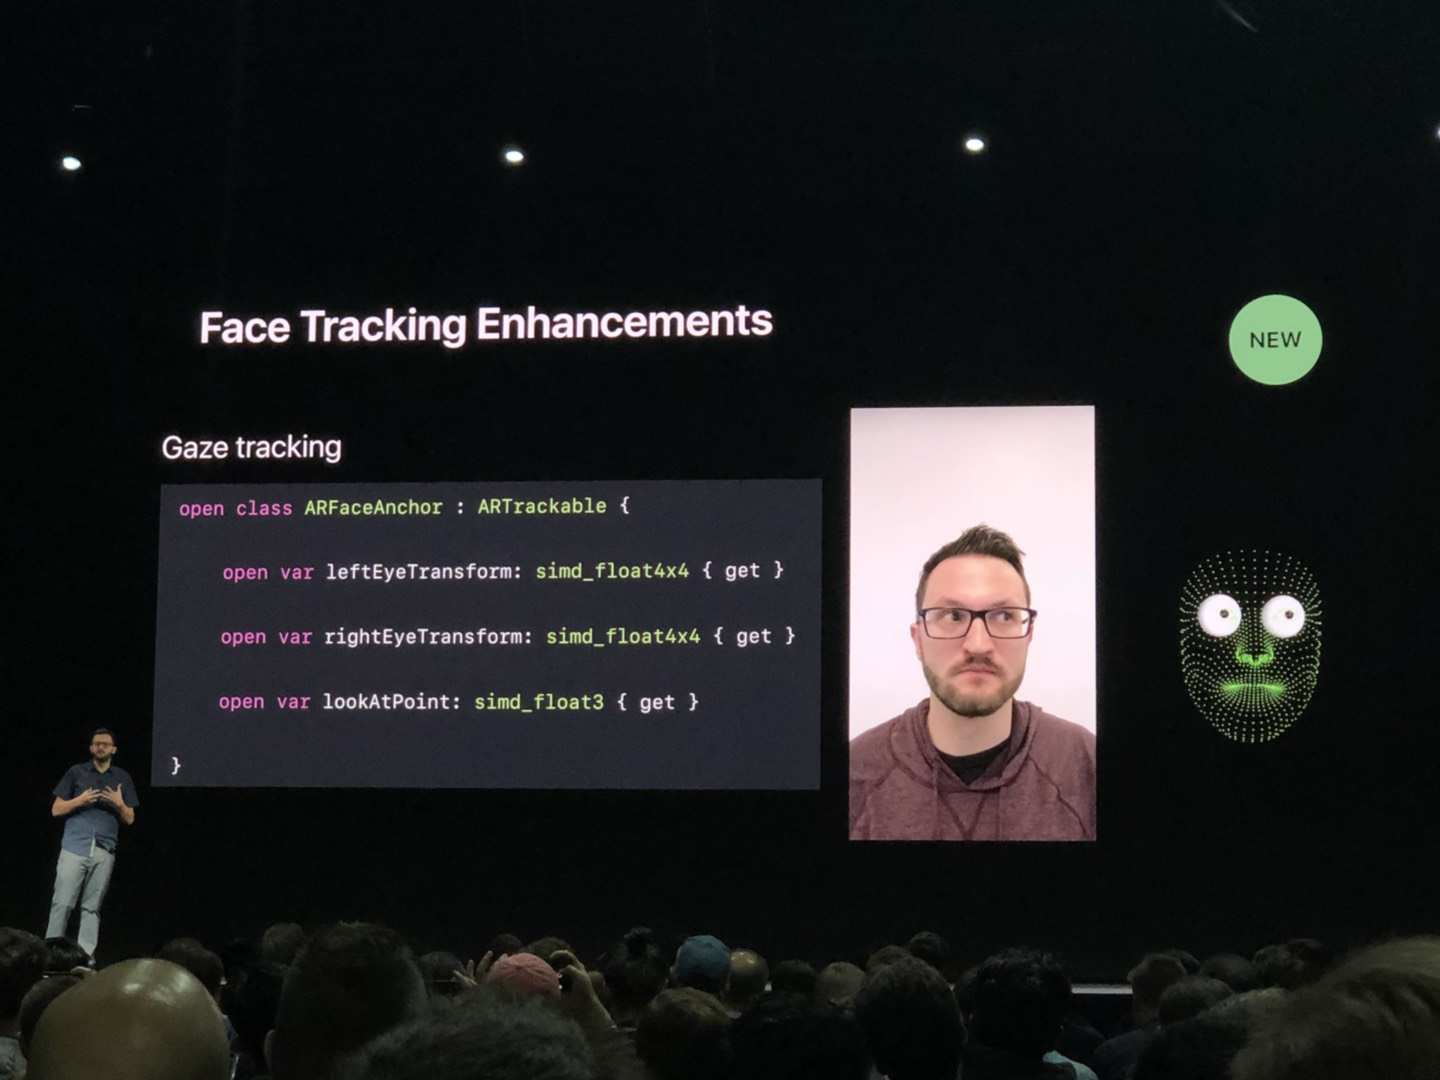 Face Tracking Enhancements
NEW
Gaze tracking
open class ARFaceAnchor : ARTrackable {
open var leftEyeTransform: simd_float4x4 { get }
open var rightEyeTransform: simd_float4x4 { get }
open var lookAtPoint: simd_float3 { get }
}